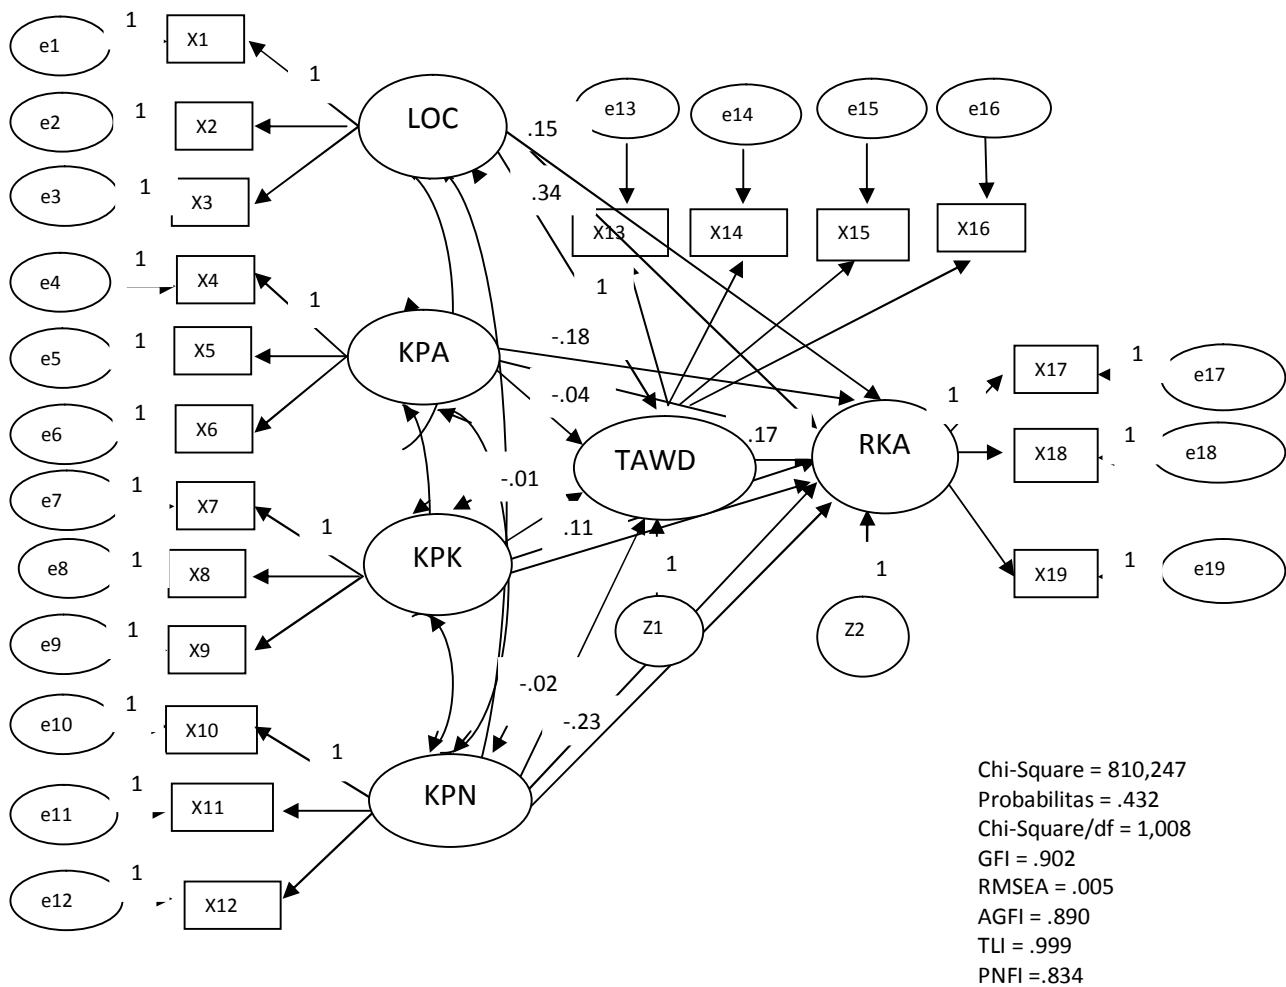 e1 1 X1
1
e2 1 X2
LOC
e3 1 X3
.15
.34
e13 e14 e15 e16
X13 X14 X15 X16
e4 1 X4
1
1
e5 1 X5
KPA
-.18
e6 1 X6
-.04
TAWD
.17
RKA
1
X17 1 e17
X18 1 e18
X19 1 e19
e7 1 X7
1
-.01
e8 1 X8
KPK
.11
e9 1 X9
1
Z1
1
Z2
-.02
-.23
e10 1 X10
1
e11 1 X11
KPN
e12 1 X12
Chi-Square = 810,247
Probabilitas = .432
Chi-Square/df = 1,008
GFI = .902
RMSEA = .005
AGFI = .890
TLI = .999
PNFI =.834